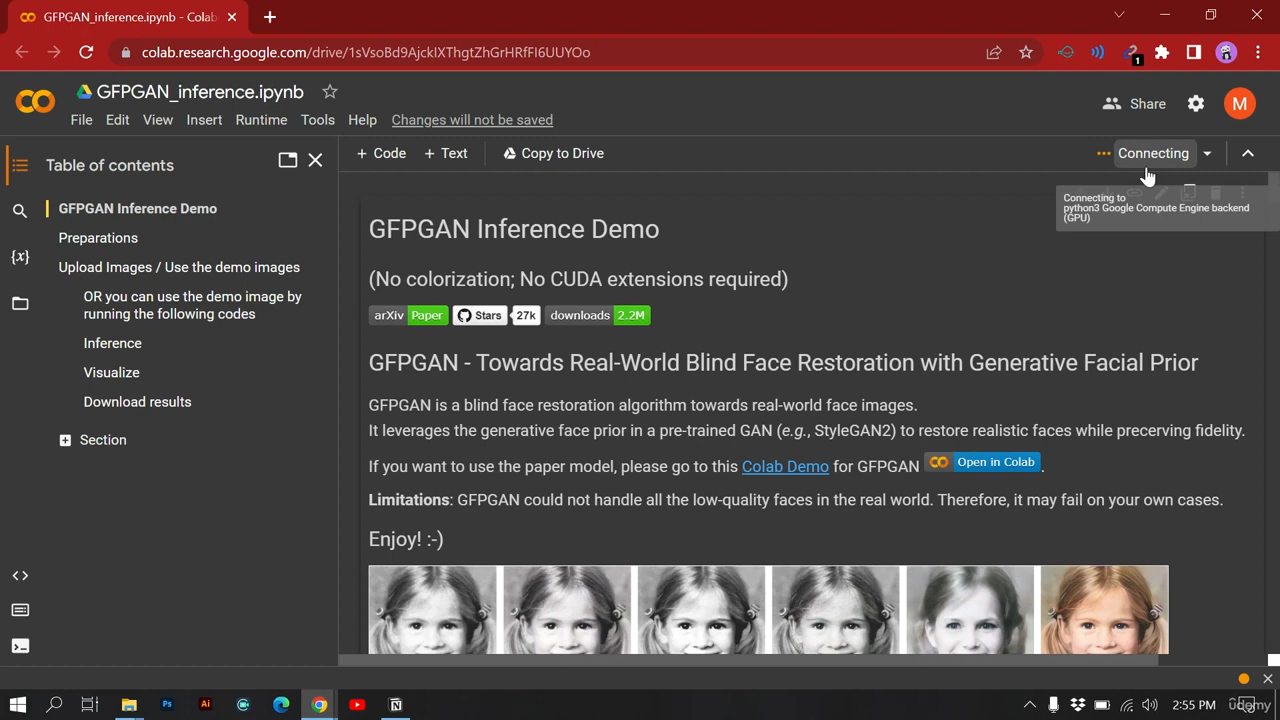 GFPGAN_inference.ipynb - Colab
colab.research.google.com/drive/1sVsoBd9AjckIXThgtZhGrHRfFI6UUYOo
1
GFPGAN_inference.ipynb
File Edit View Insert Runtime Tools Help Changes will not be saved
Share
M
Table of contents
+ Code + Text Copy to Drive
Connecting
Connecting to
python3 Google Compute Engine backend
(GPU)
GFPGAN Inference Demo
Preparations
Upload Images / Use the demo images
OR you can use the demo image by
running the following codes
Inference
Visualize
Download results
Section
{x}
GFPGAN Inference Demo
(No colorization; No CUDA extensions required)
arXiv Paper Stars 27k downloads 2.2M
GFPGAN - Towards Real-World Blind Face Restoration with Generative Facial Prior
GFPGAN is a blind face restoration algorithm towards real-world face images.
It leverages the generative face prior in a pre-trained GAN (e.g., StyleGAN2) to restore realistic faces while precerving fidelity.
If you want to use the paper model, please go to this Colab Demo for GFPGAN Open in Colab.
Limitations: GFPGAN could not handle all the low-quality faces in the real world. Therefore, it may fail on your own cases.
Enjoy! :-)
Ps
Ai
2:55 PM
Udemy